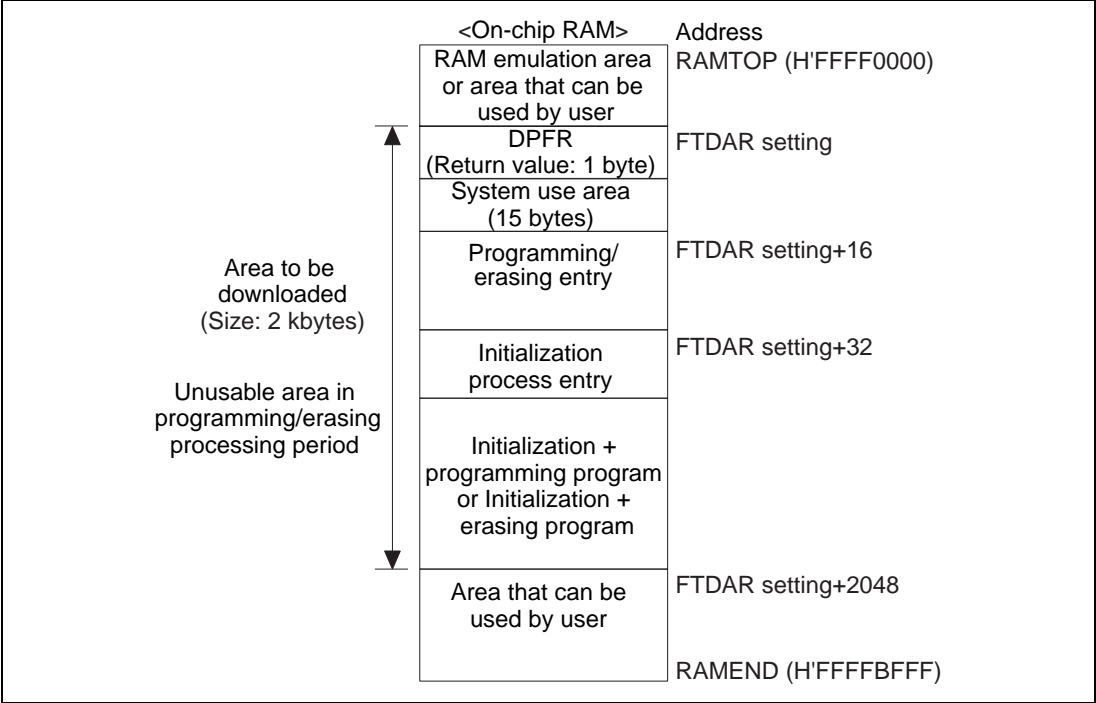 <On-chip RAM>
Address
RAM emulation area
or area that can be
used by user
RAMTOP (H'FFFF0000)
DPFR
(Return value: 1 byte)
FTDAR setting
System use area
(15 bytes)
Programming/
erasing entry
FTDAR setting+16
Area to be
downloaded
(Size: 2 kbytes)
Initialization
process entry
FTDAR setting+32
Unusable area in
programming/erasing
processing period
Initialization +
programming program
or Initialization +
erasing program
Area that can be
used by user
FTDAR setting+2048
RAMEND (H'FFFFBFFF)